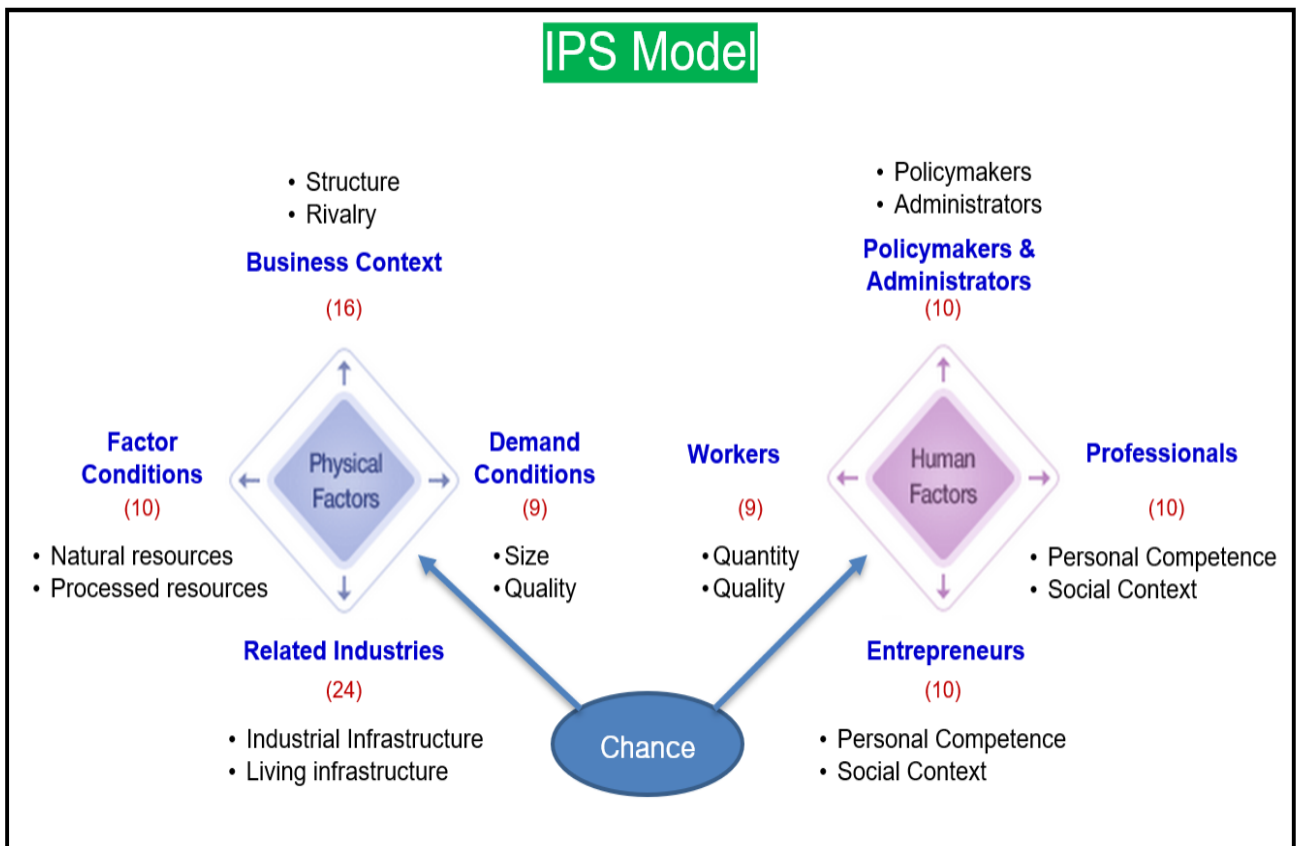 IPS Model
• Structure
• Rivalry
Business Context
(16)
• Policymakers
• Administrators
Policymakers &
Administrators
(10)
Factor
Conditions
(10)
• Natural resources
• Processed resources
Physical
Factors
Demand
Conditions
(9)
•Size
•Quality
Workers
(9)
•Quantity
•Quality
Human
Factors
Professionals
(10)
• Personal Competence
• Social Context
Related Industries
(24)
• Industrial Infrastructure
• Living infrastructure
Chance
Entrepreneurs
(10)
• Personal Competence
• Social Context